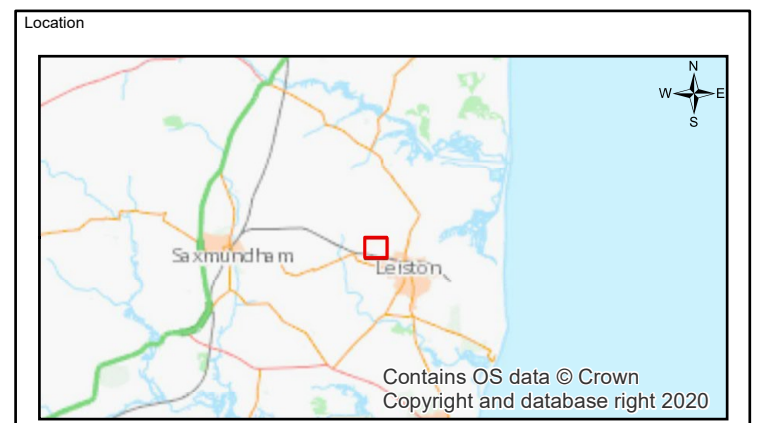 Location
N
W E
S
Saxmundham
Leiston
Contains OS data © Crown
Copyright and database right 2020